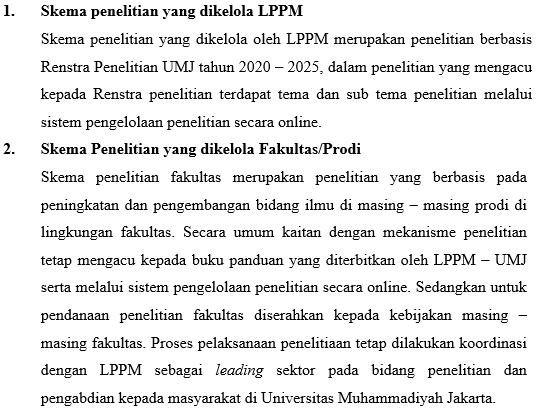 1. Skema penelitian yang dikelola LPPM
Skema penelitian yang dikelola oleh LPPM merupakan penelitian berbasis
Renstra Penelitian UMJ tahun 2020 – 2025, dalam penelitian yang mengacu
kepada Renstra penelitian terdapat tema dan sub tema penelitian melalui
sistem pengelolaan penelitian secara online.
2. Skema Penelitian yang dikelola Fakultas/Prodi
Skema penelitian fakultas merupakan penelitian yang berbasis pada
peningkatan dan pengembangan bidang ilmu di masing – masing prodi di
lingkungan fakultas. Secara umum kaitan dengan mekanisme penelitian
tetap mengacu kepada buku panduan yang diterbitkan oleh LPPM – UMJ
serta melalui sistem pengelolaan penelitian secara online. Sedangkan untuk
pendanaan penelitian fakultas diserahkan kepada kebijakan masing –
masing fakultas. Proses pelaksanaan penelitiaan tetap dilakukan koordinasi
dengan LPPM sebagai leading sektor pada bidang penelitian dan
pengabdian kepada masyarakat di Universitas Muhammadiyah Jakarta.